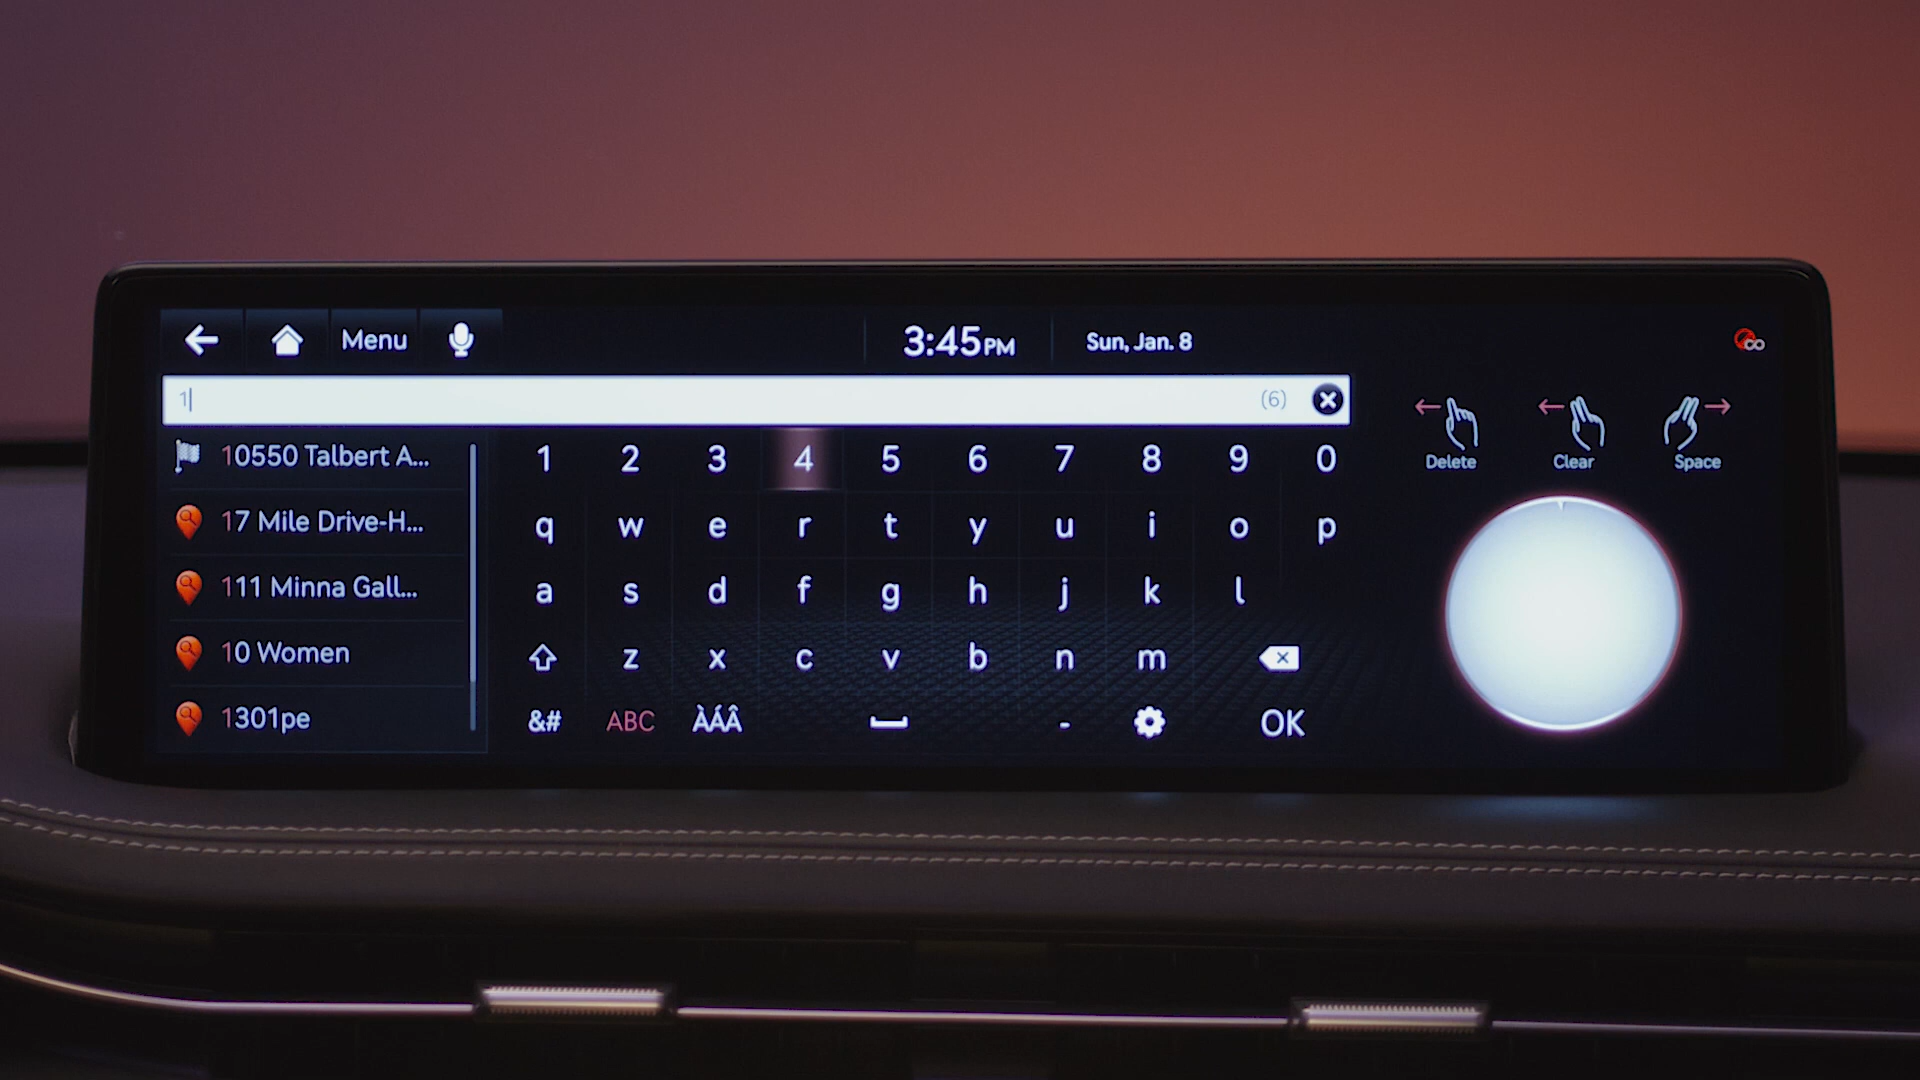 Menu
3:45PM
Sun, Jan. 8
1
(6)
10550 Talbert A...
17 Mile Drive-H...
111 Minna Gall...
10 Women
1301pe
1 2 3 4 5 6 7 8 9 0
q w e r t y u i o p
a s d f g h j k l
z x c v b n m
&# ABC ÀÁÂ - OK
Delete
Clear
Space